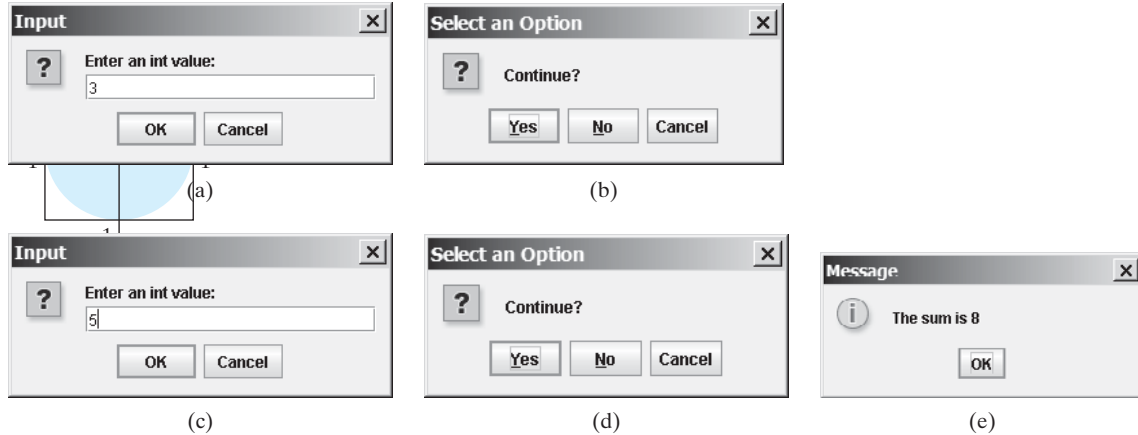 Input
Enter an int value:
3
OK Cancel
(a)
Select an Option
Continue?
Yes No Cancel
(b)
1
Input
Enter an int value:
5
OK Cancel
(c)
Select an Option
Continue?
Yes No Cancel
(d)
Message
The sum is 8
OK
(e)